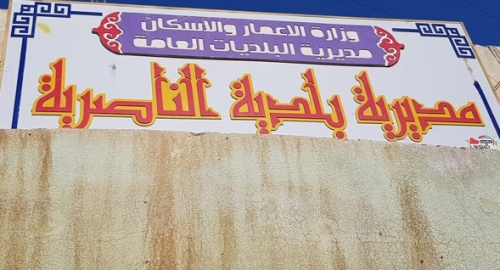 وزارة الاعمار والاسكان
مديرية البلديات العامة
مديرية بلدية الناصرية